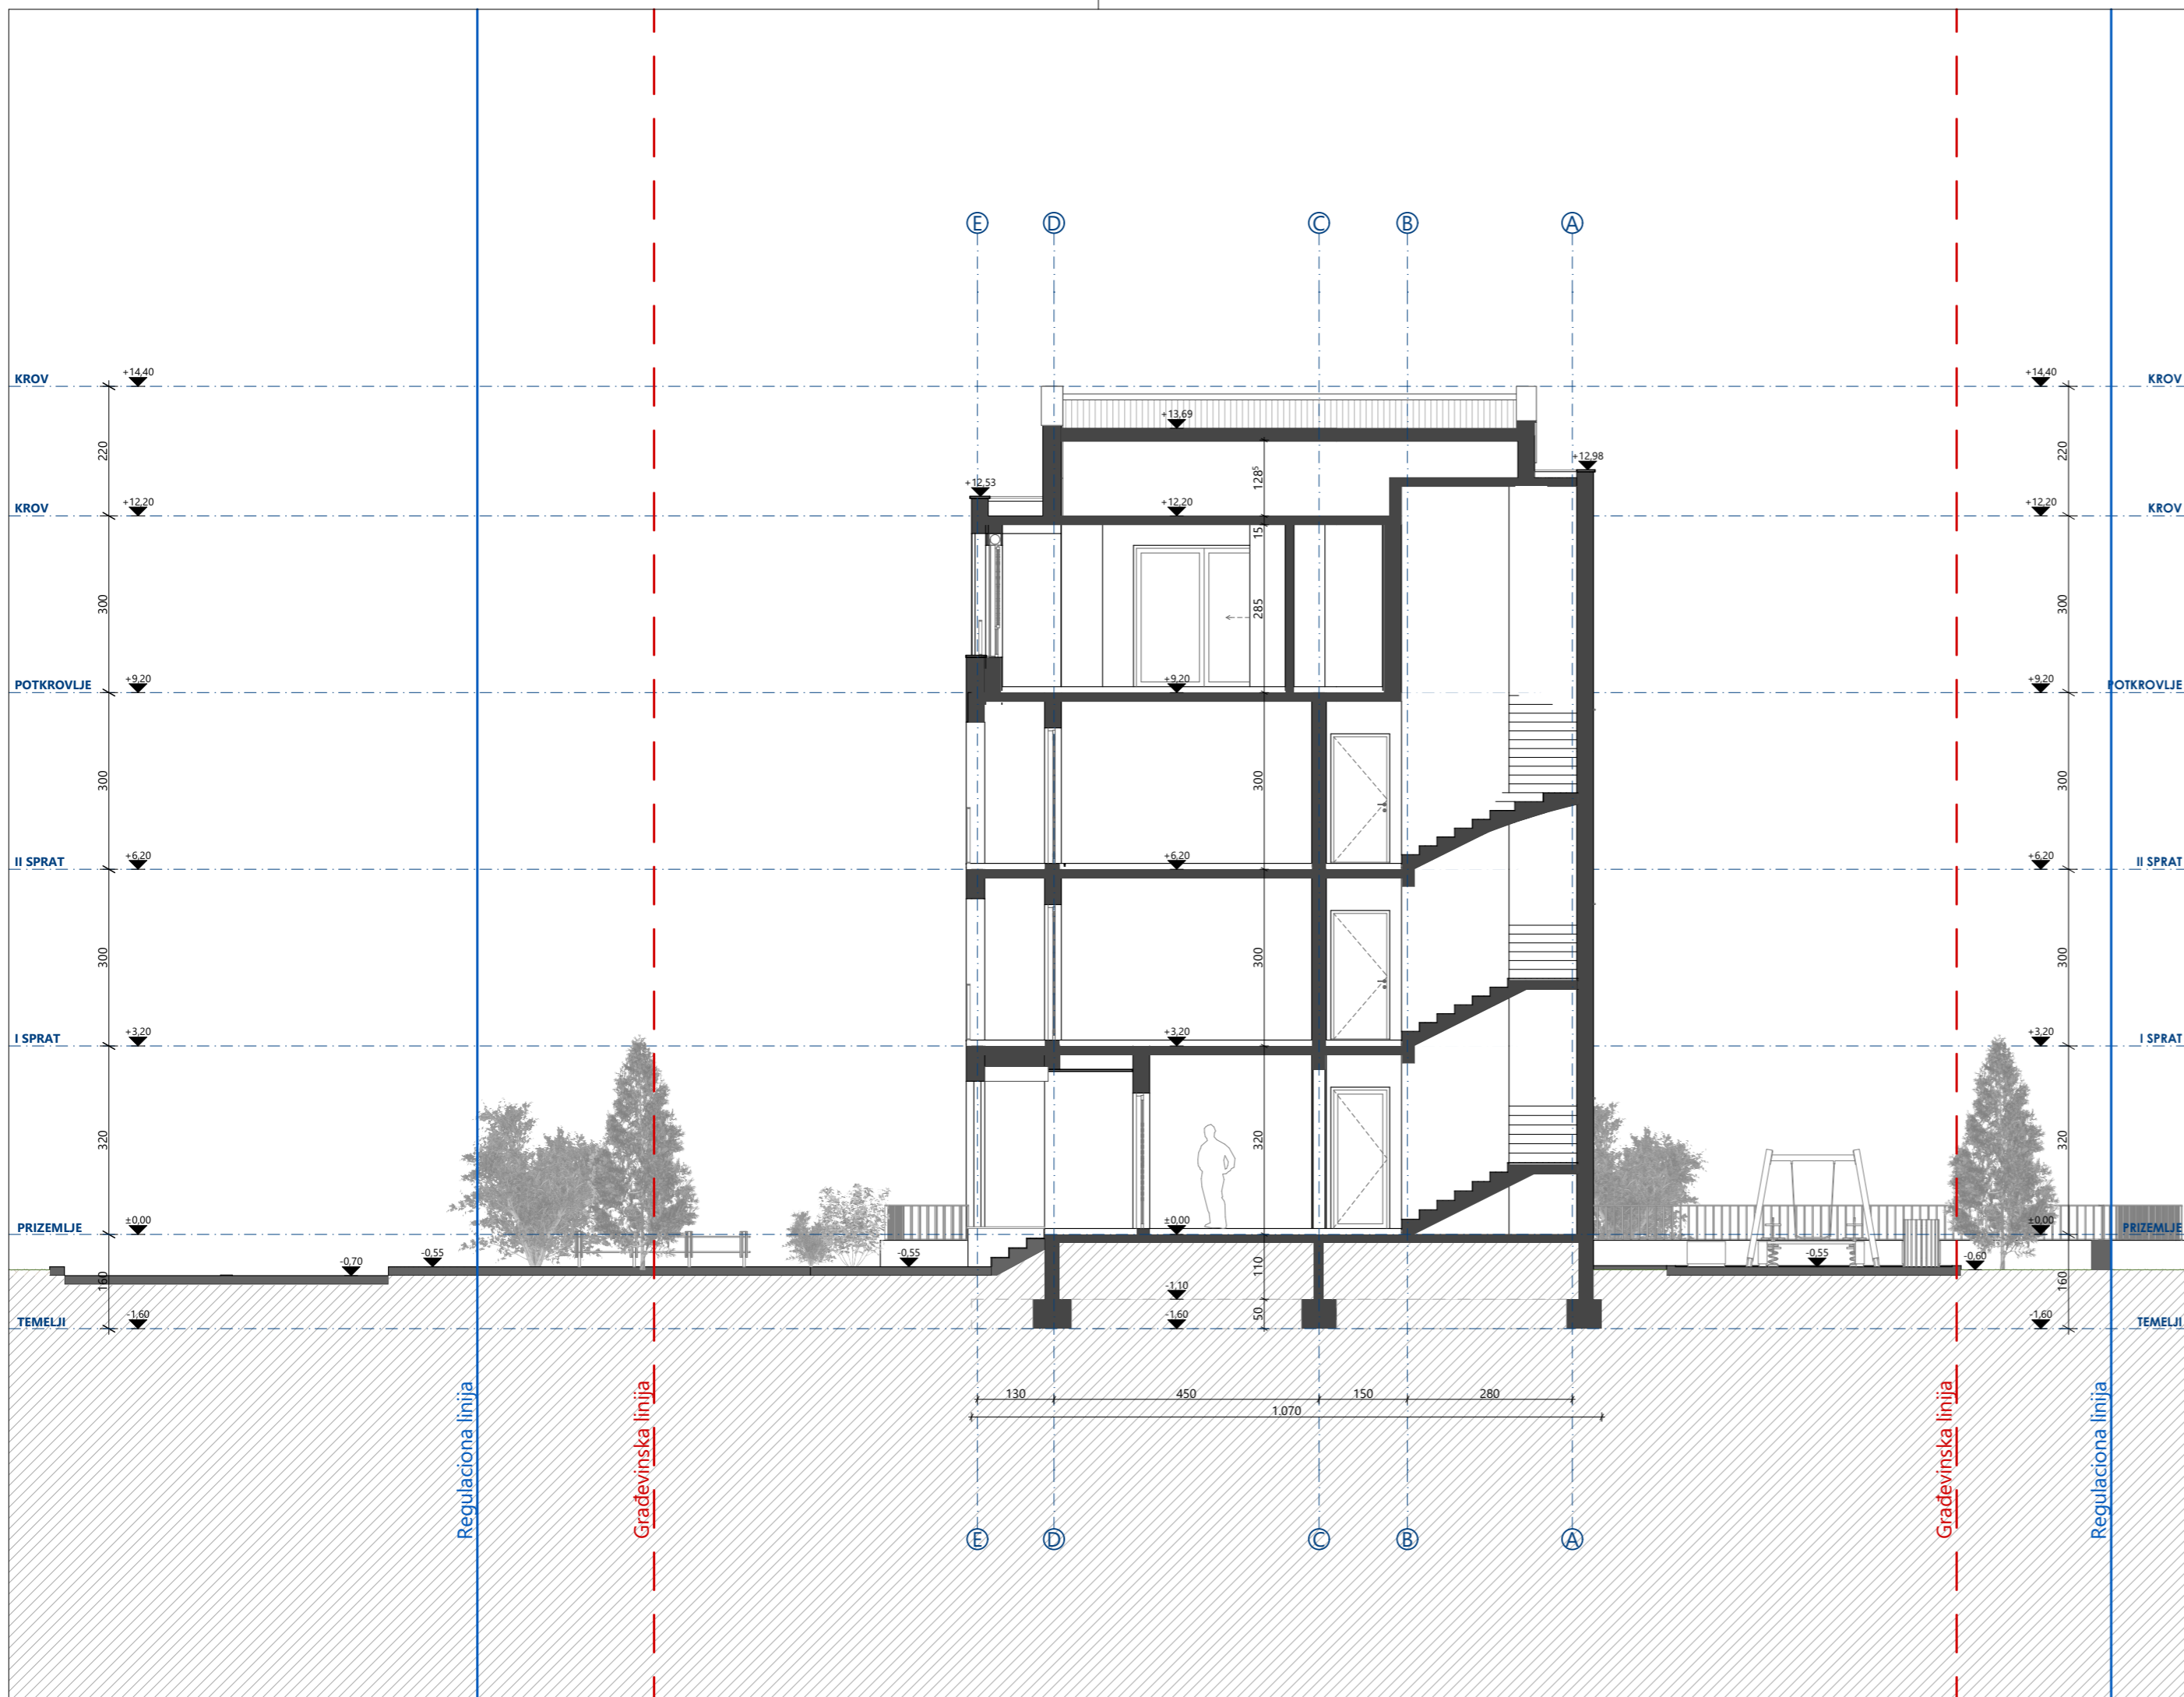 E D C B A
KROV +14,40 +14,40 KROV
+13,69
220 128⁵ 220
+12,98
+12,53
KROV +12,20 +12,20 +12,20 KROV
15
300 285 300
POTKROVLJE +9,20 +9,20 +9,20 POTKROVLJE
300 300 300
II SPRAT +6,20 +6,20 +6,20 II SPRAT
300 300 300
I SPRAT +3,20 +3,20 +3,20 I SPRAT
320 320 320
PRIZEMLJE ±0,00 ±0,00 ±0,00 PRIZEMLJE
-0,70 -0,55 -0,55 -0,55 -0,60
160 110 160
-1,10
50
TEMELJI -1,60 -1,60 -1,60 TEMELJI
130 450 150 280
1.070
Regulaciona linija
Građevinska linija
Građevinska linija
Regulaciona linija
E D C B A